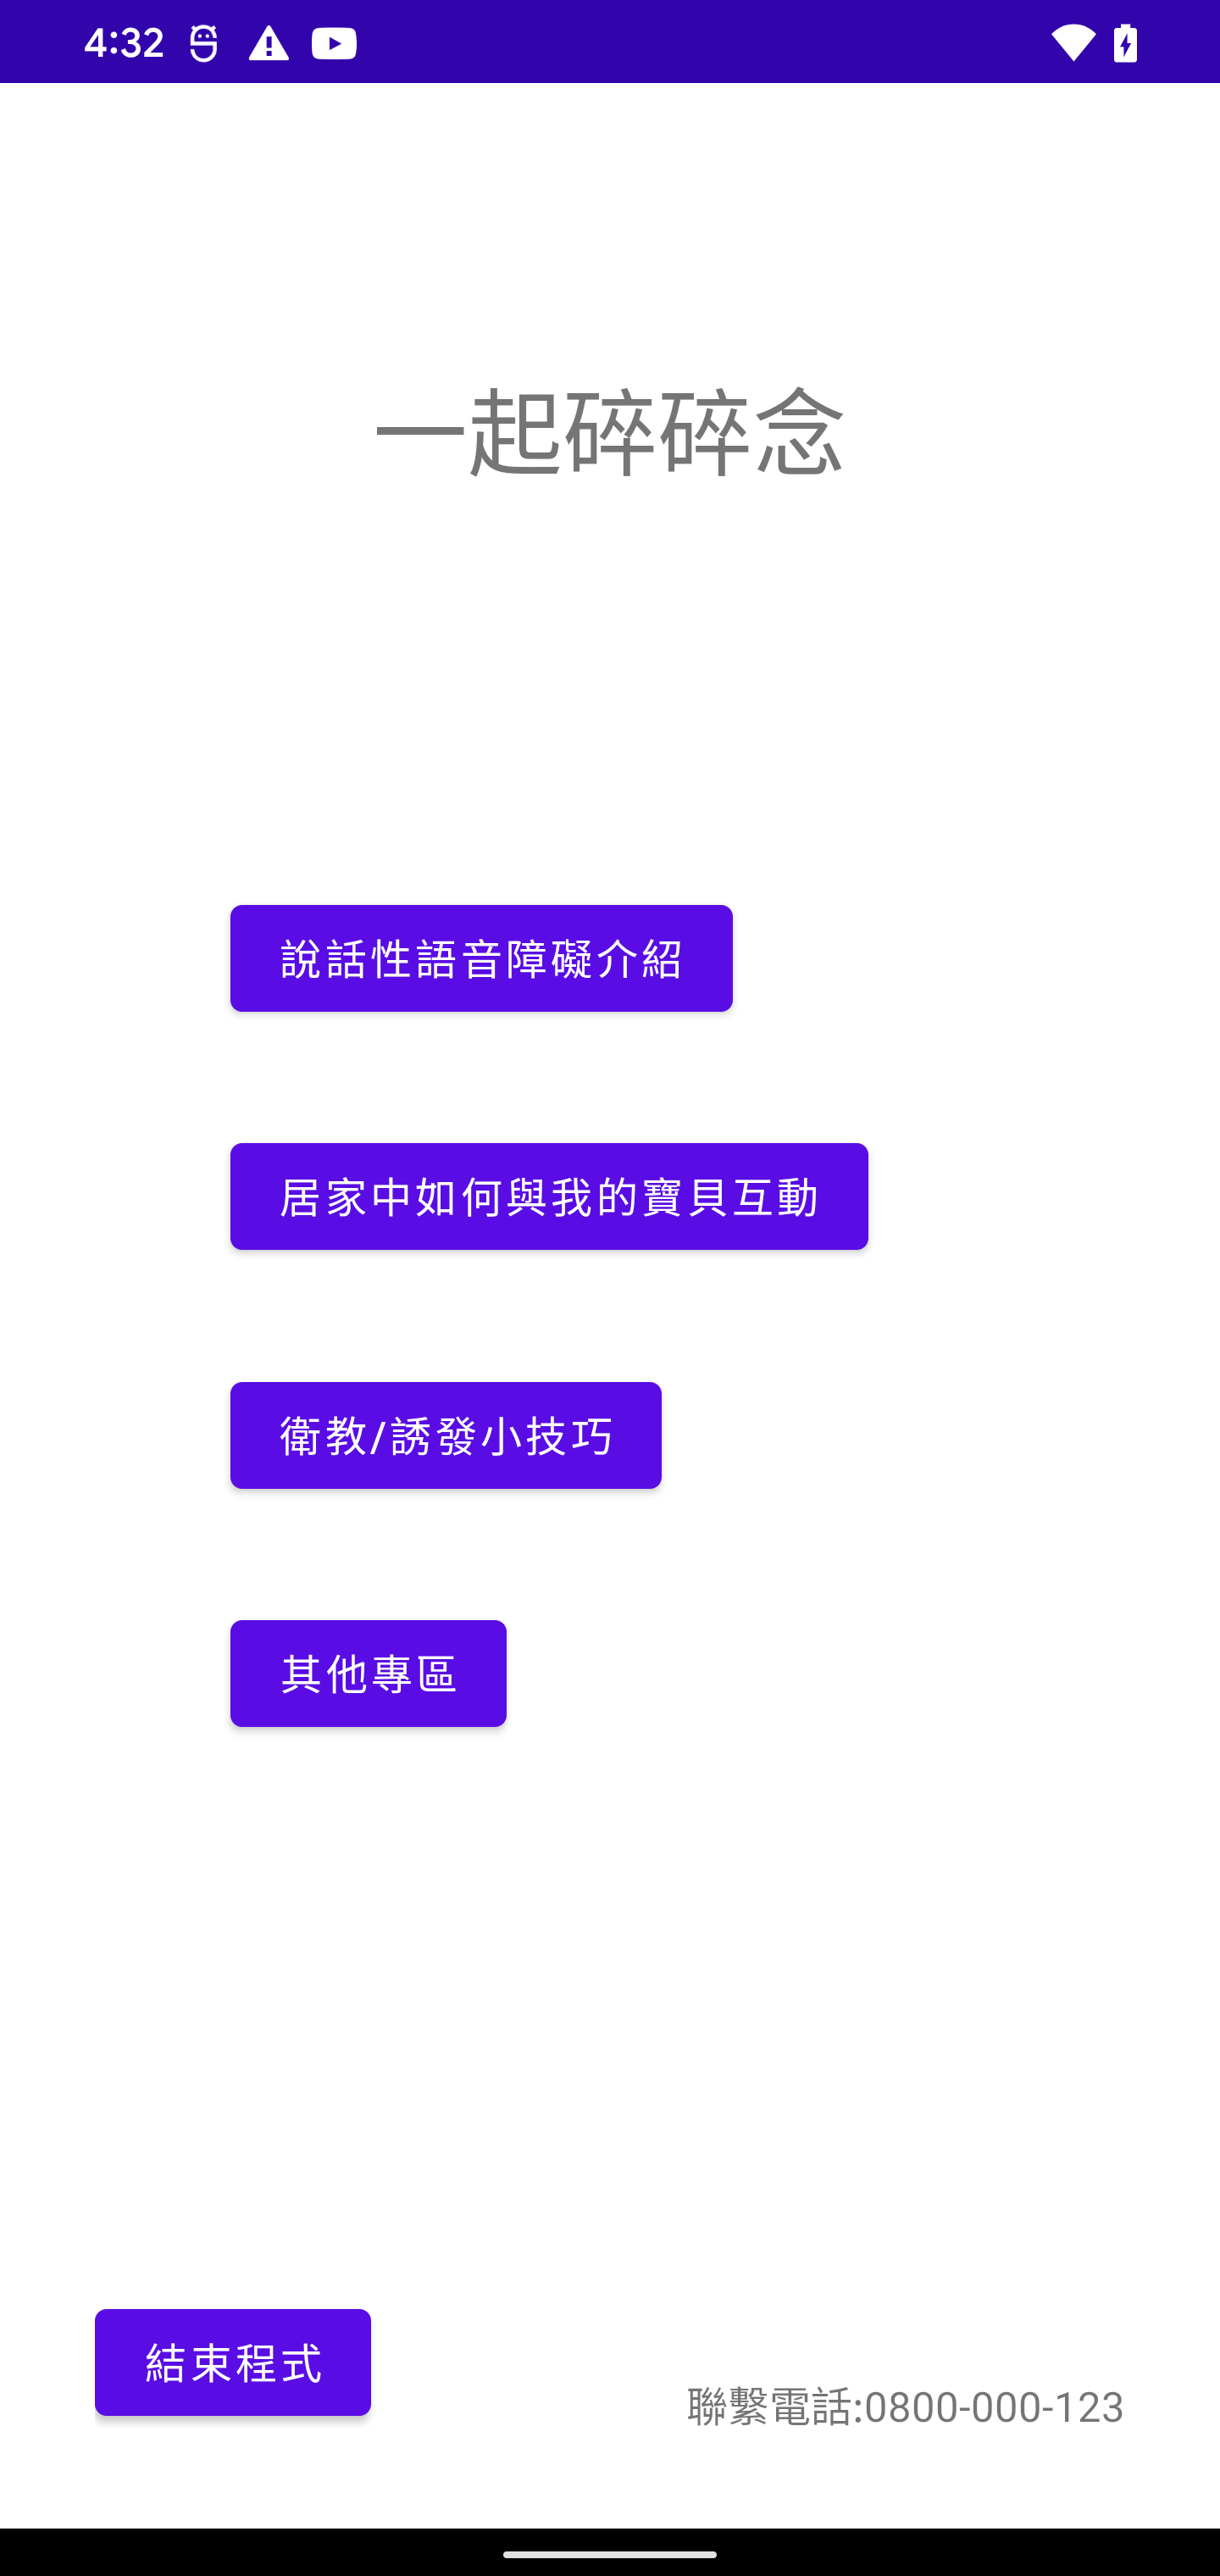 4:32
一起碎碎念
說話性語音障礙介紹
居家中如何與我的寶貝互動
衛教/誘發小技巧
其他專區
結束程式
聯繫電話:0800-000-123